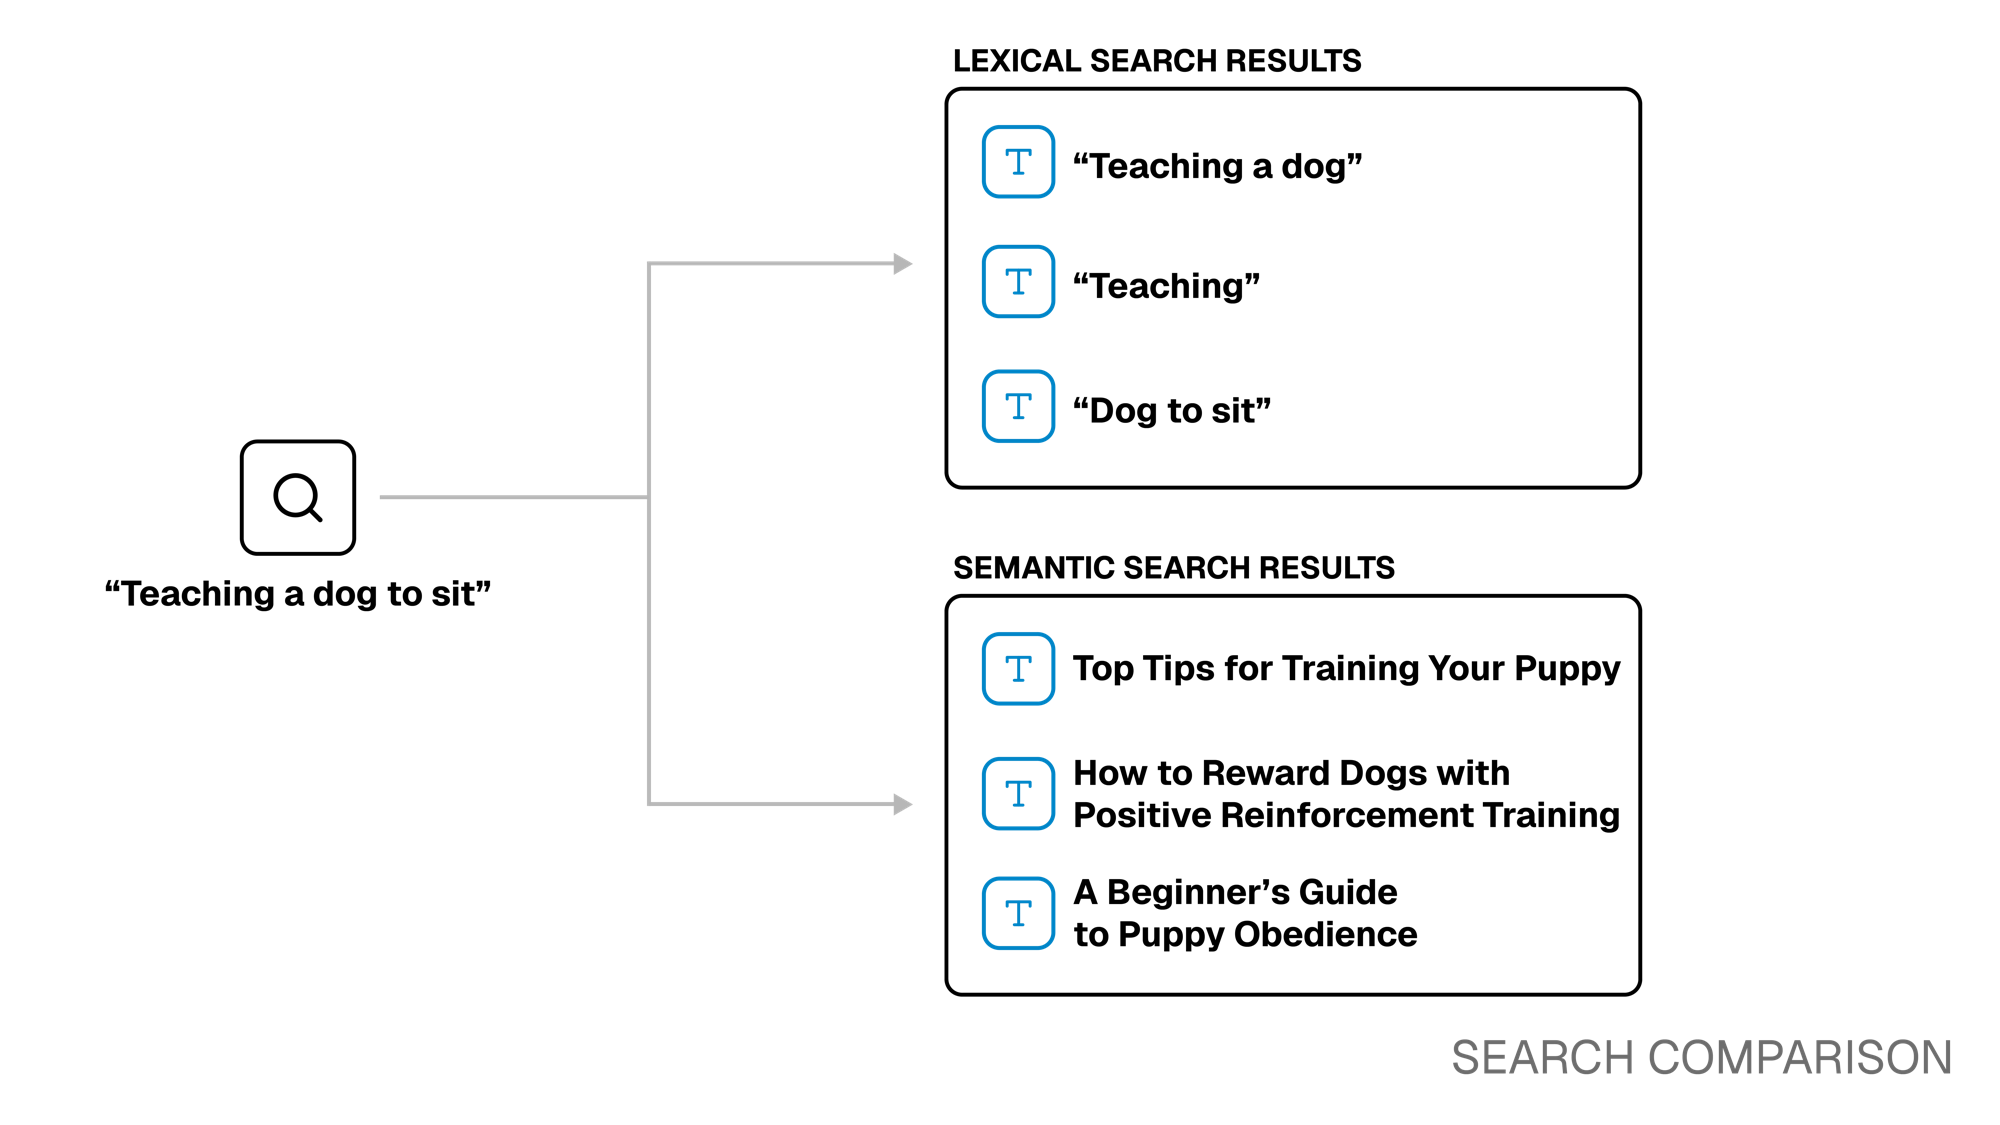 LEXICAL SEARCH RESULTS
T “Teaching a dog”
T “Teaching”
T “Dog to sit”
“Teaching a dog to sit”
SEMANTIC SEARCH RESULTS
T Top Tips for Training Your Puppy
T How to Reward Dogs with
Positive Reinforcement Training
T A Beginner’s Guide
to Puppy Obedience
SEARCH COMPARISON